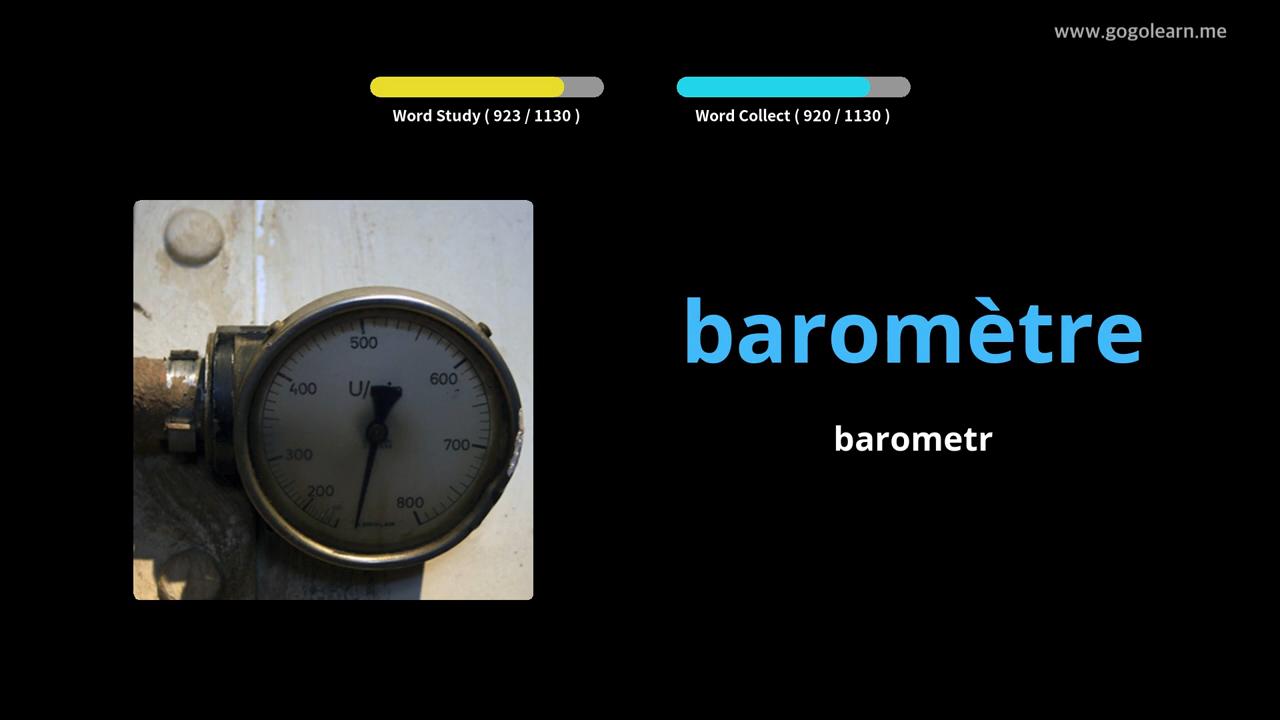 www.gogolearn.me
Word Study ( 923 / 1130 )
Word Collect ( 920 / 1130 )
500
400
600
U/
300
700
200
800
baromètre
barometr